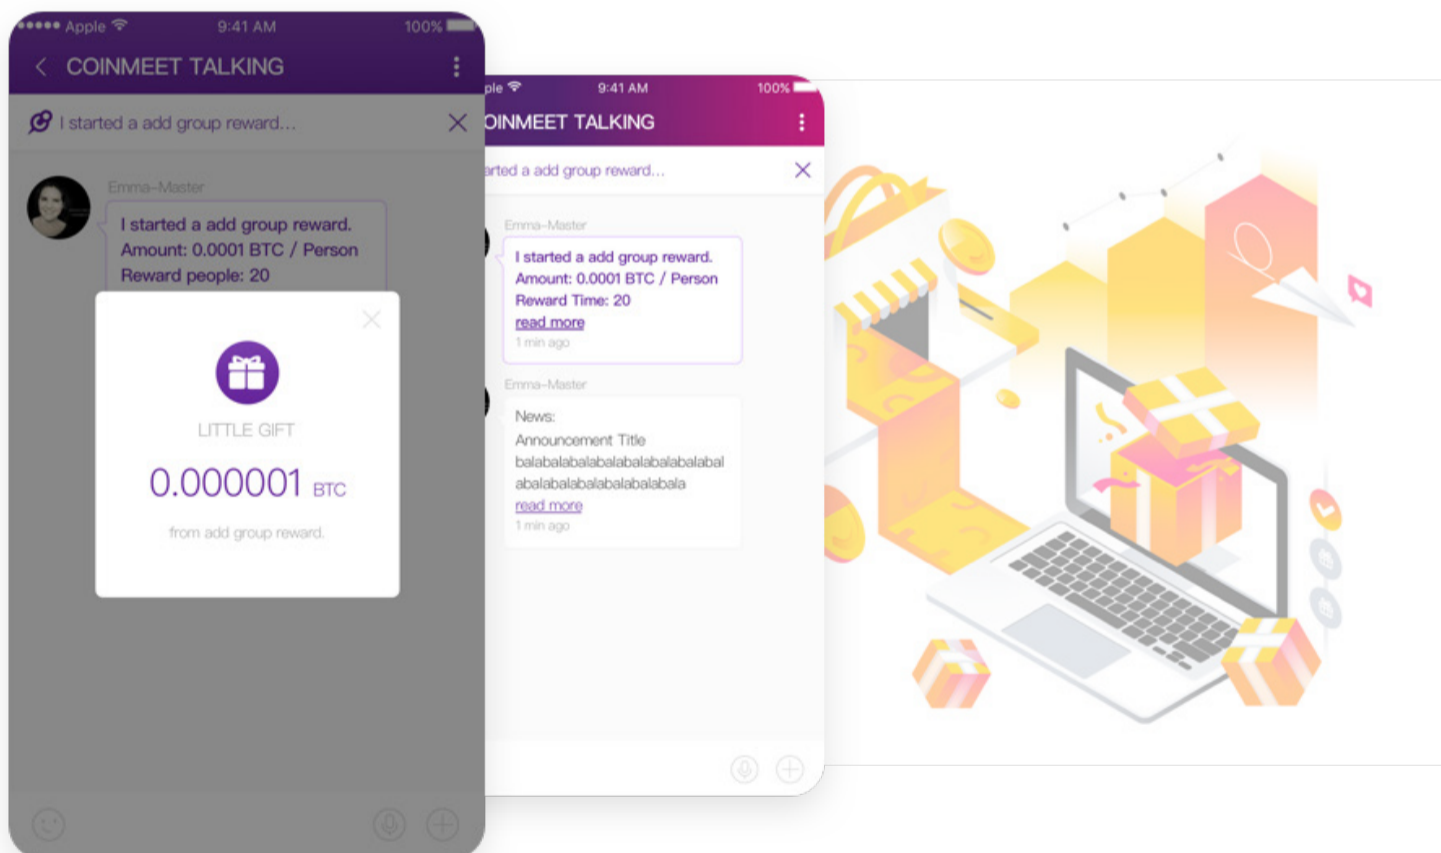 Apple 9:41 AM 100%
COINMEET TALKING
I started a add group reward...
Emma-Master
I started a add group reward.
Amount: 0.0001 BTC / Person
Reward people: 20
LITTLE GIFT
0.000001 BTC
from add group reward.
ple 9:41 AM 100%
OINMEET TALKING
arted a add group reward...
Emma-Master
I started a add group reward.
Amount: 0.0001 BTC / Person
Reward Time: 20
read more
1 min ago
Emma-Master
News:
Announcement Title
balabalabalabalabalabalabalabal
abalabalabalabalabalabala
read more
1 min ago